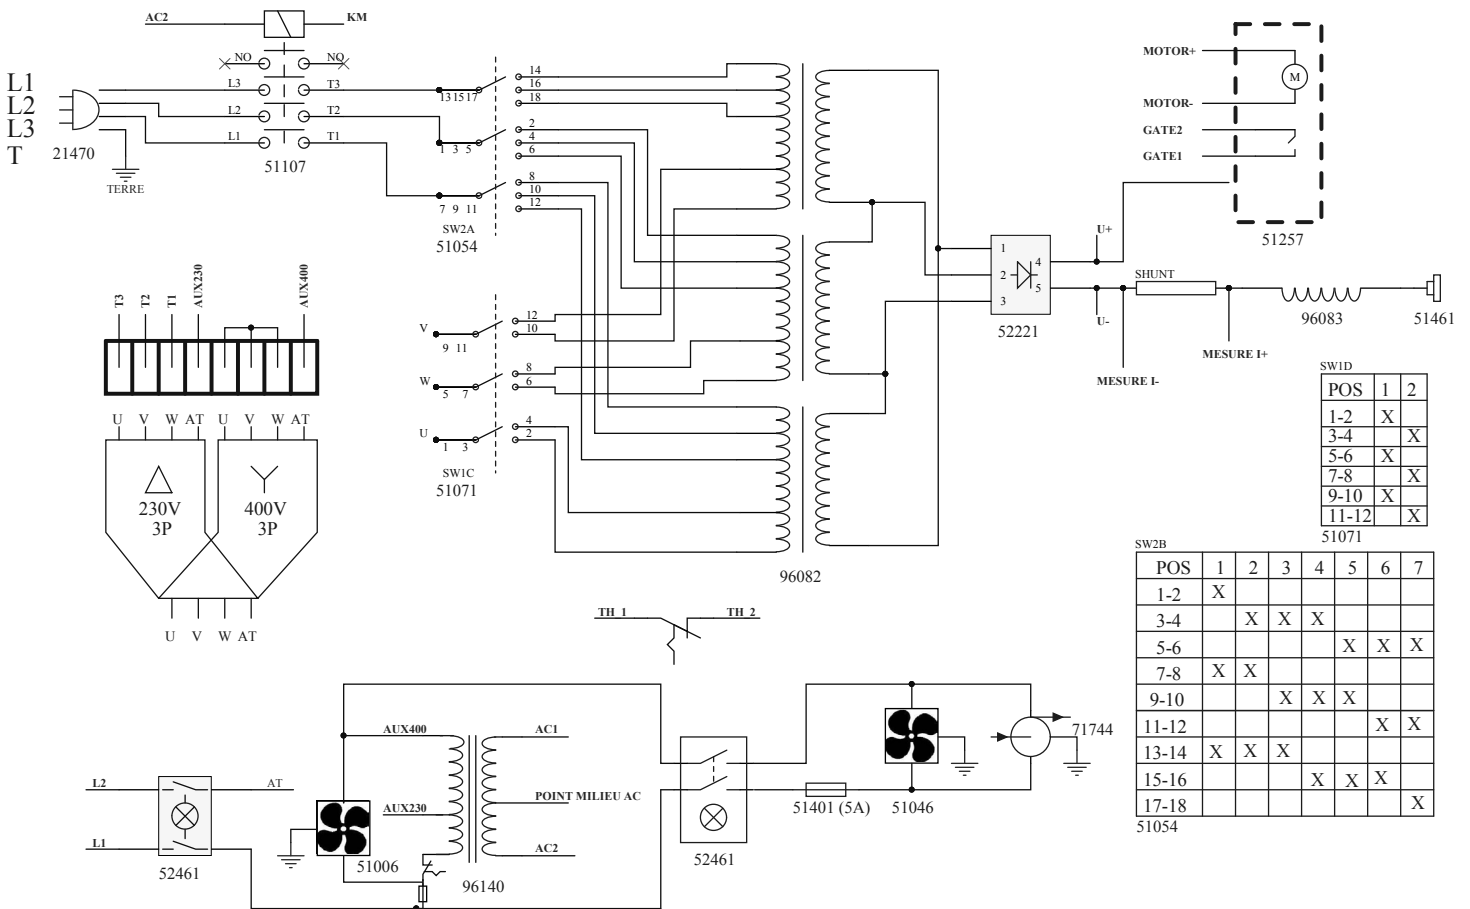 AC2 KM
NO NO
L1
L2
L3
T
21470
TERRE
L3 T3
L2 T2
L1 T1
51107
13 15 17
14
16
18
1 3 5
2
4
6
7 9 11
8
10
12
SW2A
51054
V
9 11
12
10
W
5 7
8
6
U
1 3
4
2
SW1C
51071
96082
1
2
3
4
5
52221
U+
U-
SHUNT
MESURE I-
MESURE I+
96083
51461
MOTOR+
MOTOR-
GATE2
GATE1
M
51257
T3 T2 T1 AUX230 AUX400
U V W AT U V W AT
230V
3P
400V
3P
U V W AT
SW1D
POS 1 2
1-2 X
3-4 X
5-6 X
7-8 X
9-10 X
11-12 X
51071
SW2B
POS 1 2 3 4 5 6 7
1-2 X
3-4 X X X
5-6 X X X
7-8 X X
9-10 X X X
11-12 X X
13-14 X X X
15-16 X X X
17-18 X
51054
TH_1 TH_2
L2 AT
L1
52461
51006
AUX400
AUX230
96140
AC1
POINT MILIEU AC
AC2
52461
51401 (5A)
51046
71744